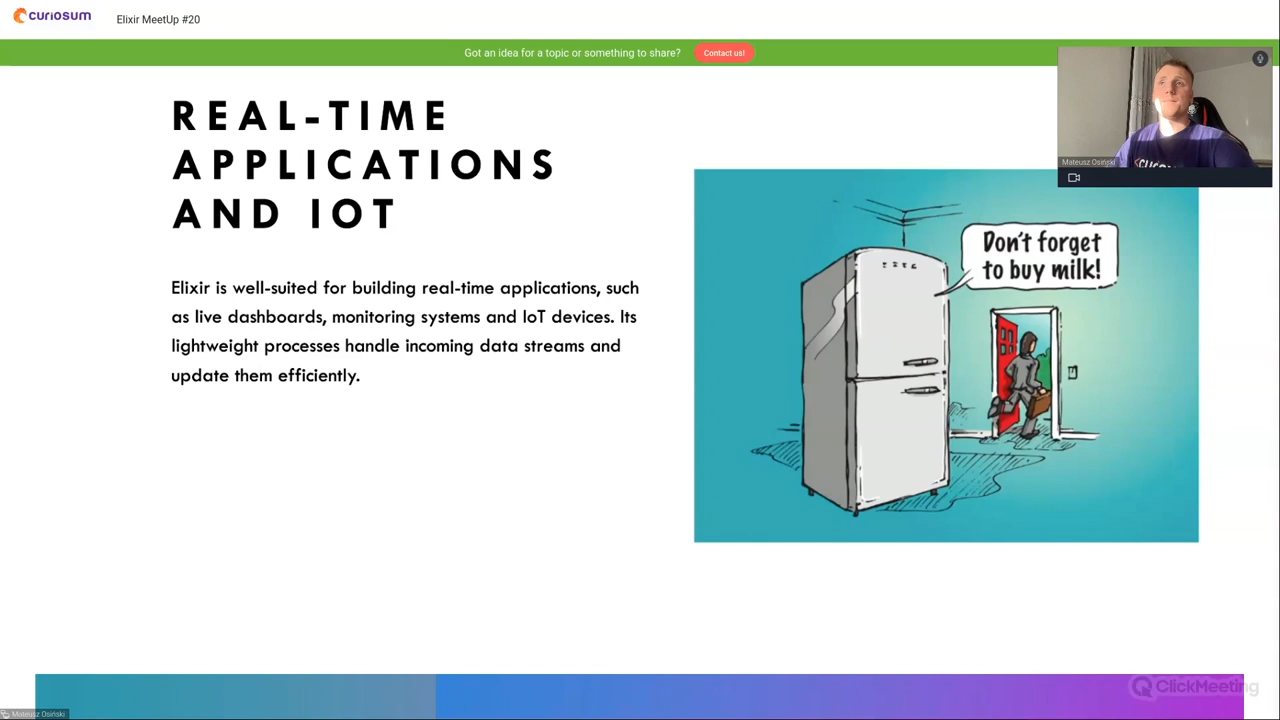 curiosum
Elixir MeetUp #20
Got an idea for a topic or something to share?
Contact us!
REAL-TIME
APPLICATIONS
AND IOT
Elixir is well-suited for building real-time applications, such
as live dashboards, monitoring systems and IoT devices. Its
lightweight processes handle incoming data streams and
update them efficiently.
Don't forget
to buy milk!
Mateusz Osiński
ClickMeeting
Mateusz Osinski